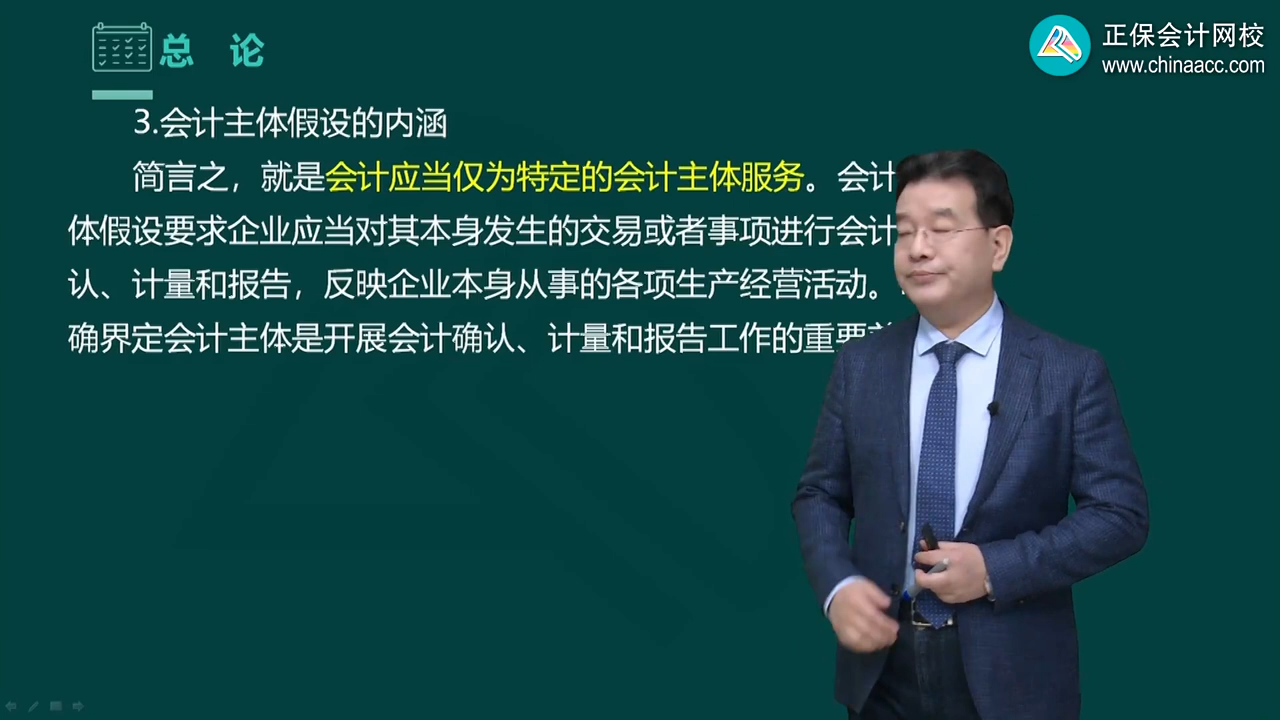 总 论
正保会计网校
www.chinaacc.com
3.会计主体假设的内涵
简言之，就是会计应当仅为特定的会计主体服务。会计
体假设要求企业应当对其本身发生的交易或者事项进行会计
认、计量和报告，反映企业本身从事的各项生产经营活动。
确界定会计主体是开展会计确认、计量和报告工作的重要